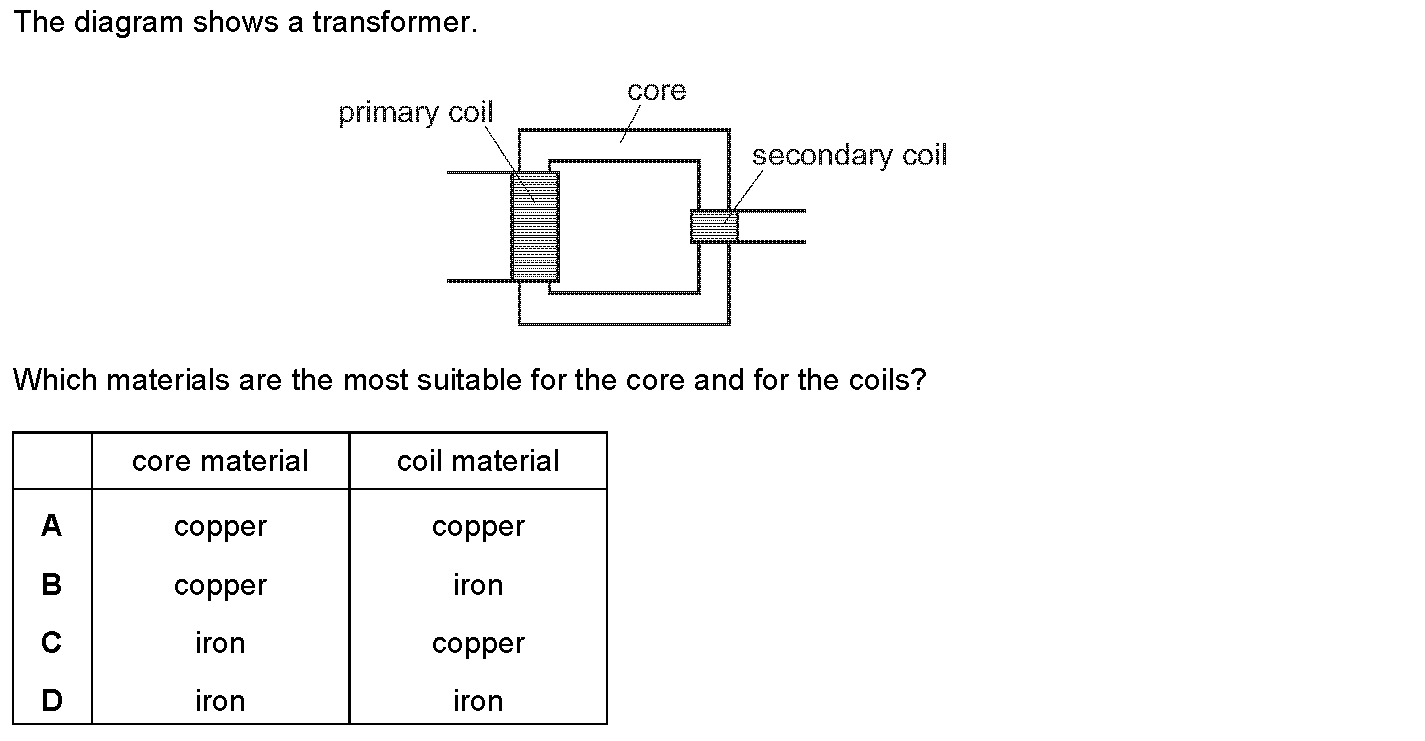 The diagram shows a transformer.
core
primary coil
secondary coil
Which materials are the most suitable for the core and for the coils?
core material coil material
A copper copper
B copper iron
C iron copper
D iron iron